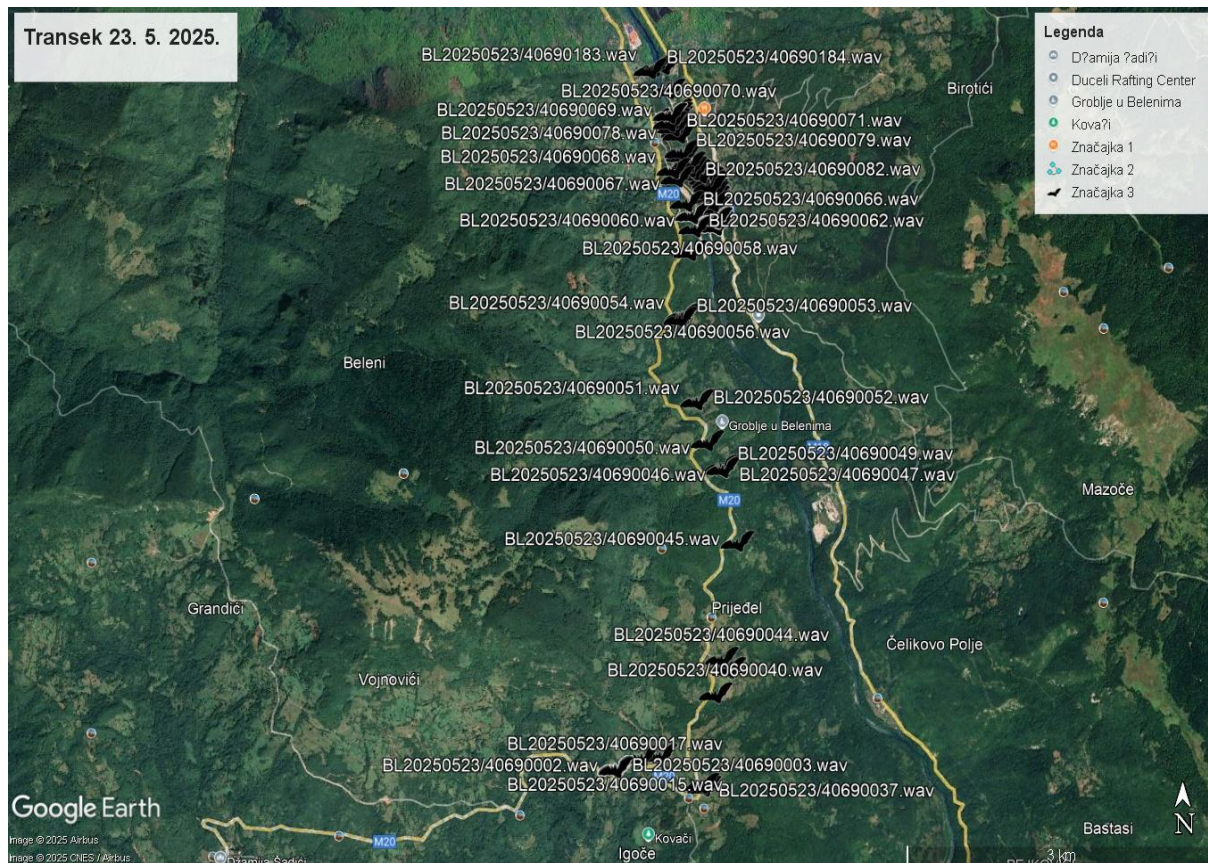 Transek 23. 5. 2025.
Legenda
D?amija ?adi?i
Duceli Rafting Center
Groblje u Belenima
Kova?i
Značajka 1
Značajka 2
Značajka 3
BL20250523/40690183.wav
BL20250523/40690184.wav
Birotići
BL20250523/40690070.wav
BL20250523/40690069.wav
BL20250523/40690071.wav
BL20250523/40690078.wav
BL20250523/40690079.wav
BL20250523/40690068.wav
BL20250523/40690082.wav
BL20250523/40690067.wav
M20
BL20250523/40690066.wav
BL20250523/40690060.wav
BL20250523/40690062.wav
BL20250523/40690058.wav
BL20250523/40690054.wav
BL20250523/40690053.wav
BL20250523/40690056.wav
Beleni
BL20250523/40690051.wav
BL20250523/40690052.wav
Groblje u Belenima
BL20250523/40690050.wav
BL20250523/40690049.wav
BL20250523/40690046.wav
BL20250523/40690047.wav
Mazoče
M20
BL20250523/40690045.wav
Grandići
Prijeđel
BL20250523/40690044.wav
Čelikovo Polje
BL20250523/40690040.wav
Vojnovići
BL20250523/40690017.wav
BL20250523/40690002.wav
BL20250523/40690003.wav
M20
BL20250523/40690015.wav
BL20250523/40690037.wav
Google Earth
N
Kovači
Bastasi
M20
Image © 2025 Airbus
Igoče
3 km
Image © 2025 CNES / Airbus
Džamija Šadići